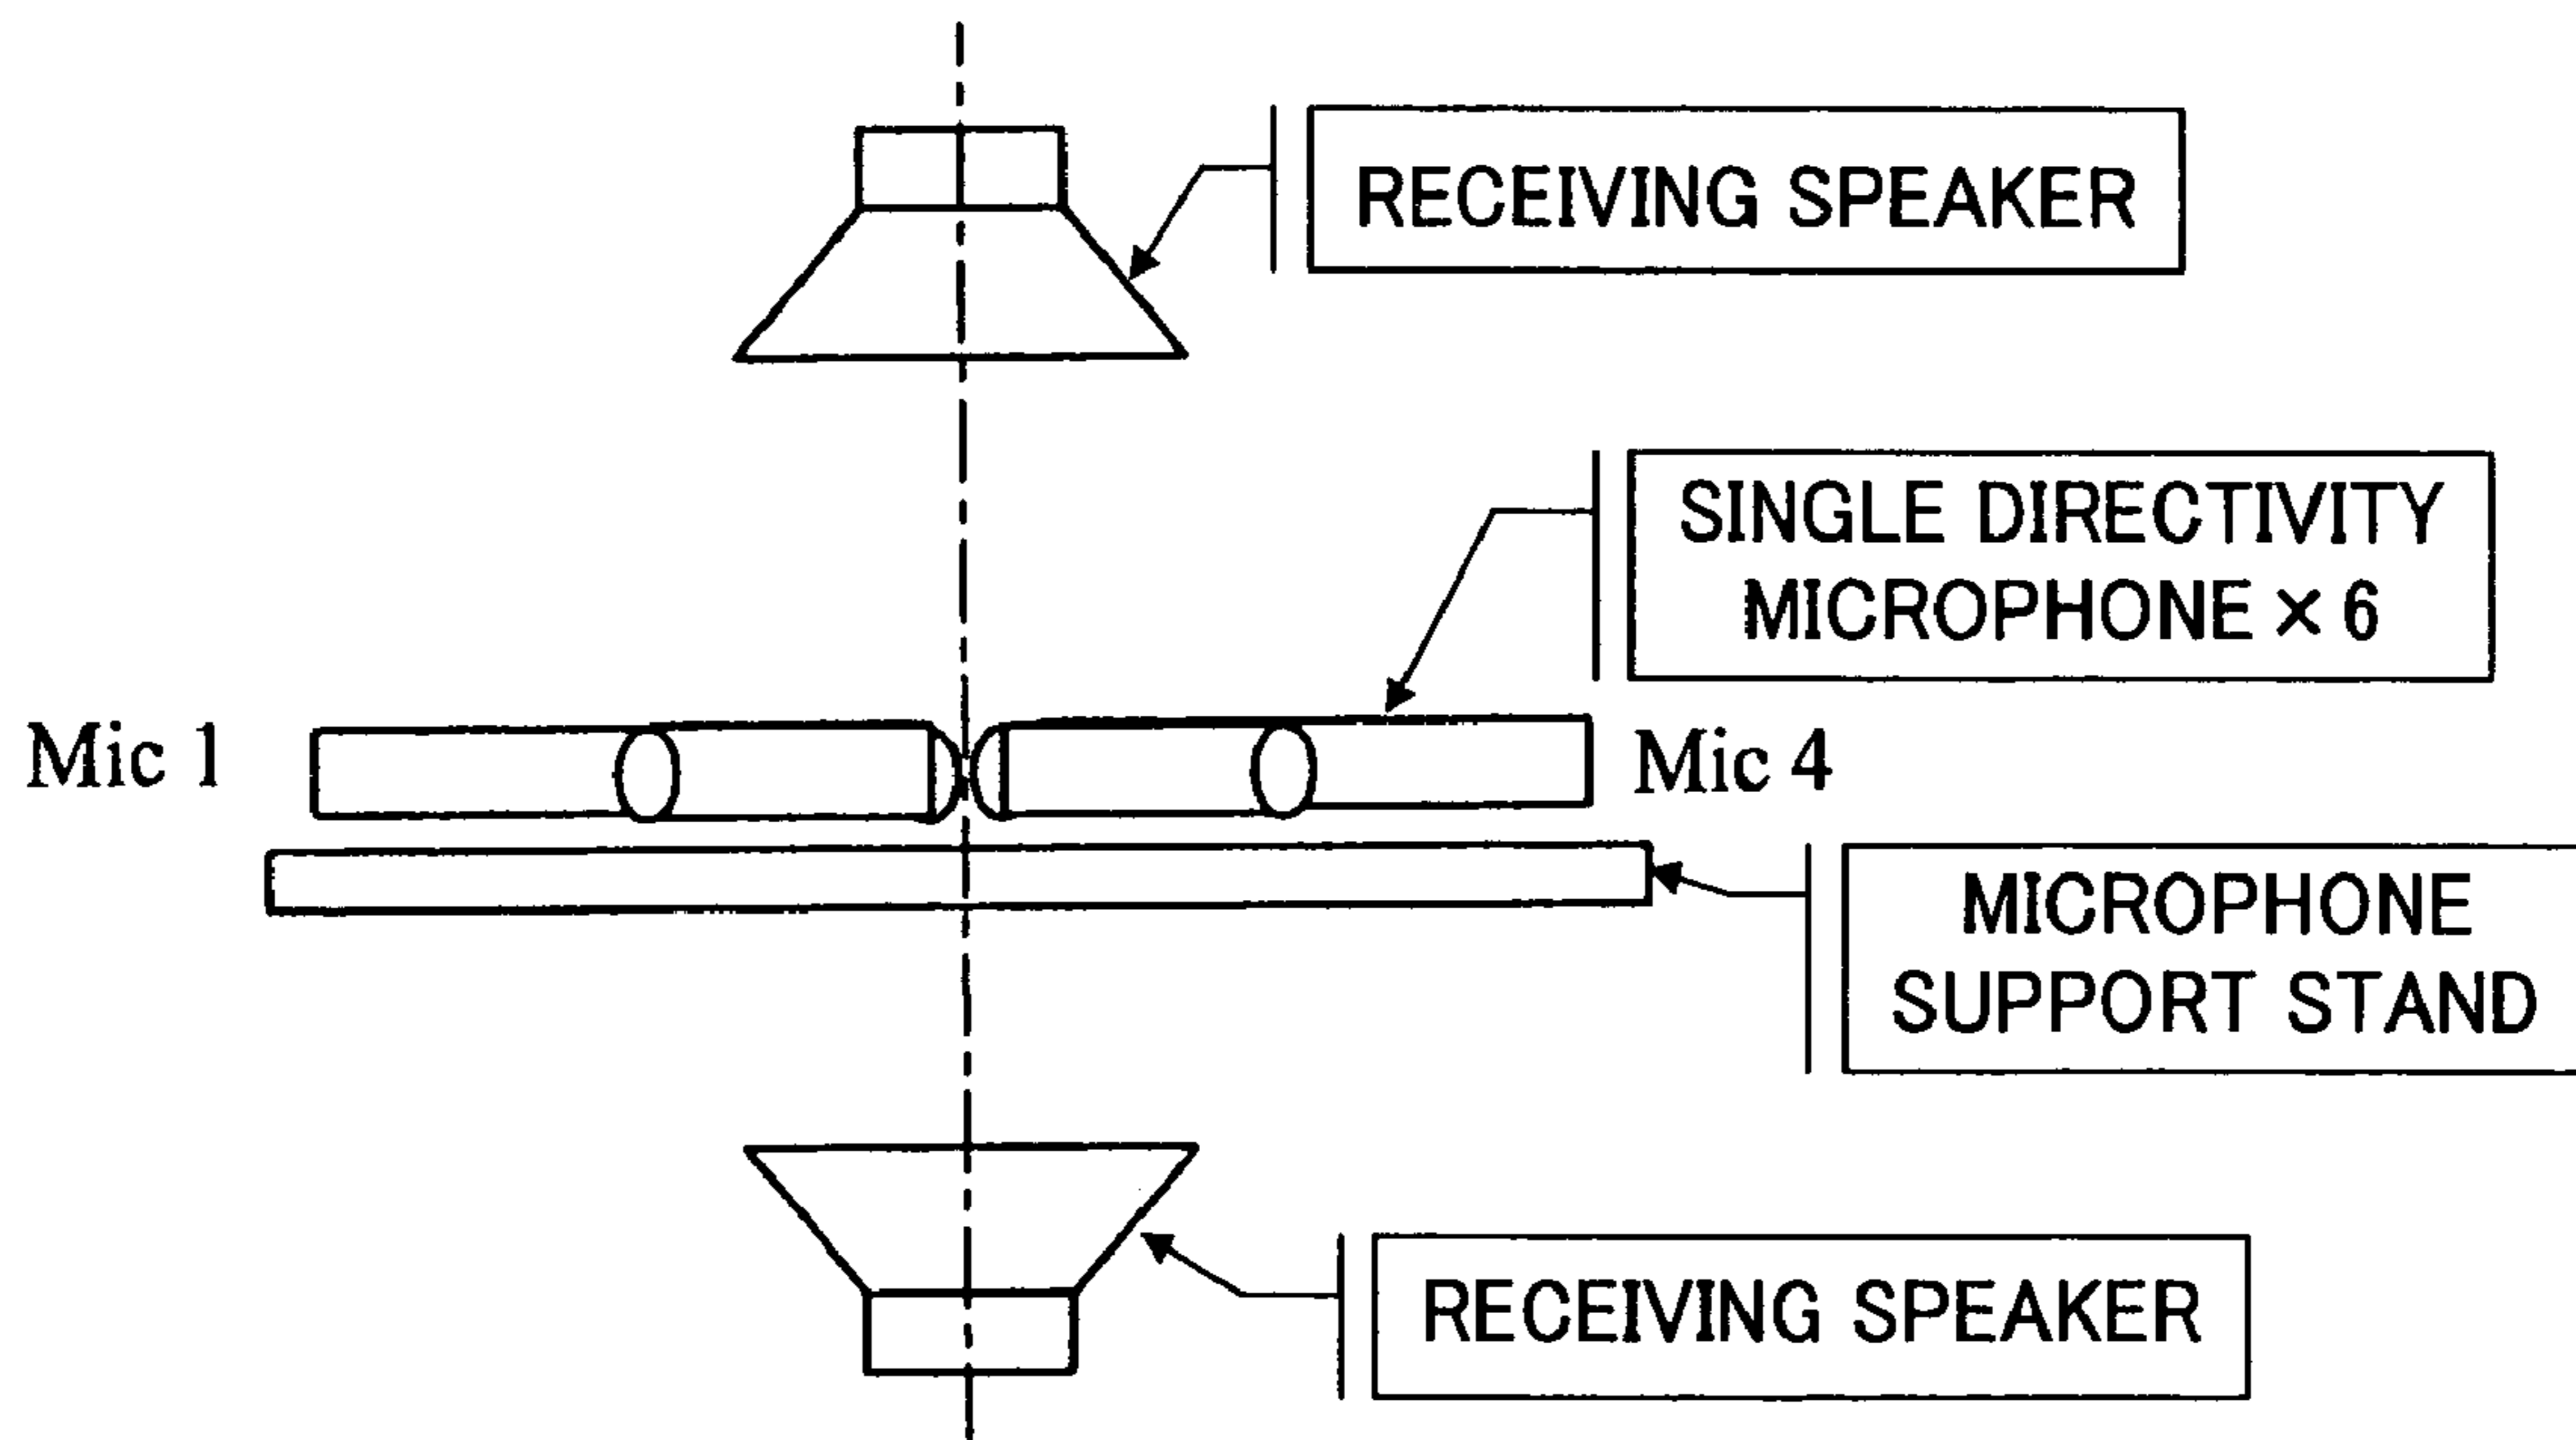 RECEIVING SPEAKER
SINGLE DIRECTIVITY
MICROPHONE × 6
Mic 1
Mic 4
MICROPHONE
SUPPORT STAND
RECEIVING SPEAKER